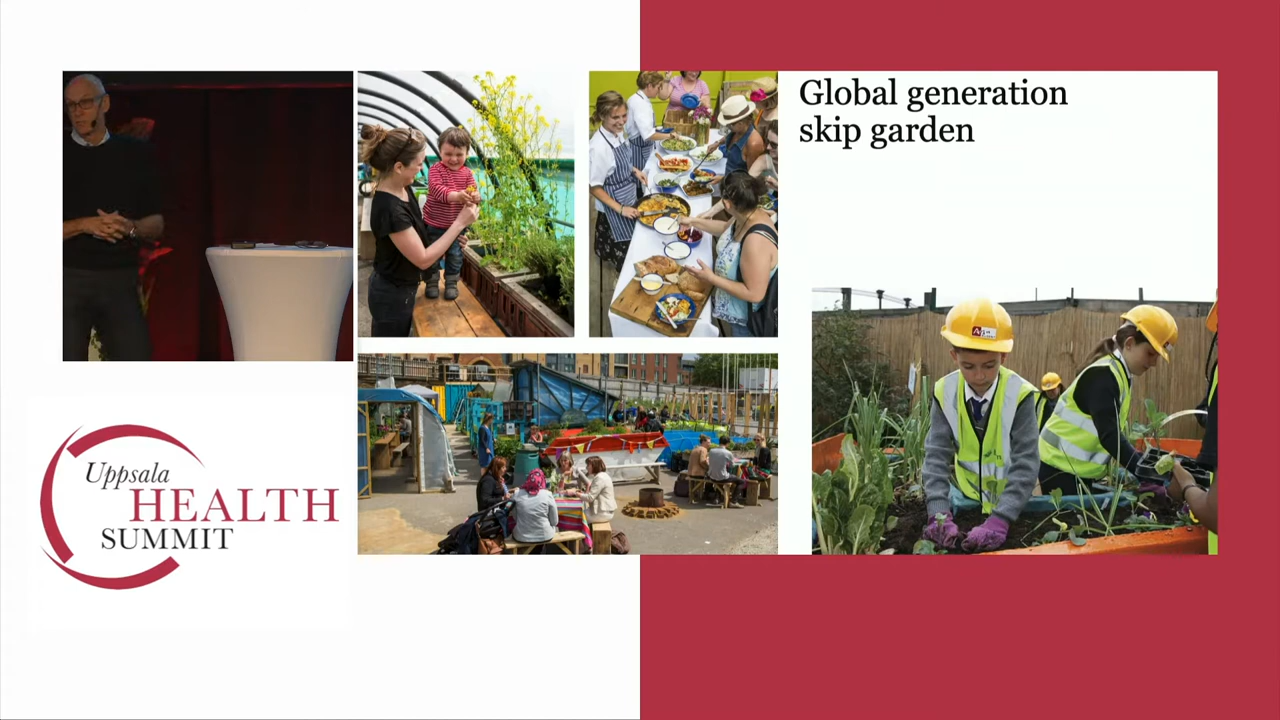 Global generation
skip garden
Uppsala
HEALTH
SUMMIT